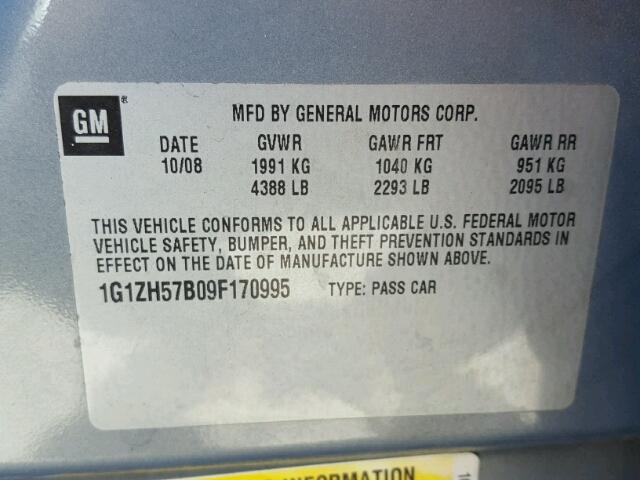 GM® MFD BY GENERAL MOTORS CORP.
DATE GVWR GAWR FRT GAWR RR
10/08 1991 KG 1040 KG 951 KG
4388 LB 2293 LB 2095 LB
THIS VEHICLE CONFORMS TO ALL APPLICABLE U.S. FEDERAL MOTOR
VEHICLE SAFETY, BUMPER, AND THEFT PREVENTION STANDARDS IN
EFFECT ON THE DATE OF MANUFACTURE SHOWN ABOVE.
1G1ZH57B09F170995 TYPE: PASS CAR
INFORMATION